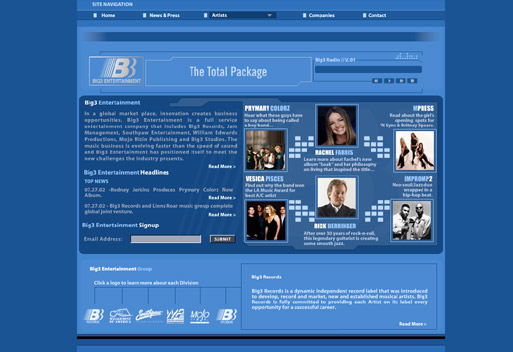 SITE NAVIGATION
Home
News & Press
Artists
Companies
Contact
BIG3 ENTERTAINMENT
The Total Package
Big3 Radio //V.01
Big3 Entertainment
In a global market place, innovation creates business
opportunities. Big3 Entertainment is a full service
entertainment company that includes Big3 Records, Jam
Management, Southpaw Entertainment, William Edwards
Productions, Mojo Rizin Publishing and Big3 Studios. The
music business is evolving faster than the speed of sound
and Big3 Entertainment has positioned itself to meet the
new challenges the industry presents.
Read More >
Big3 Entertainment Headlines
TOP NEWS
07.27.02 -Rodney Jerkins Produces Prymary Colorz New
Album.
Read More >
07.27.02 - Big3 Records and LionsRoar music group complete
global joint venture.
Read More >
Big3 Entertainment Signup
Email Address:
SUBMIT
PRYMARY COLORZ
Hear what these guys have
to say about being called
a boy band...
RACHEL FARRIS
Learn more about Rachel's new
album "Soak" and her philosophy
on living that inspired the title...
MPRESS
Read about the girl's
opening spots for
'N Sync & Britney Spears.
VESICA PISCES
Find out why the band won
the LA Music Award for
best A/C artist
RICK DERRINGER
After over 30 years of rock-n-roll,
this legendary guitarist is creating
some smooth jazz.
IMPROMP2
Neo-soul/Jazz duo
wrapped in a
hip-hop beat.
Big3 Entertainment Group
Click a logo to learn more about each Division
Big3 Records
Big3 Records is a dynamic independent record label that was introduced
to develop, record and market, new and established musical artists. Big3
Records is fully committed to providing each Artist on its label every
opportunity for a successful career.
Read More >